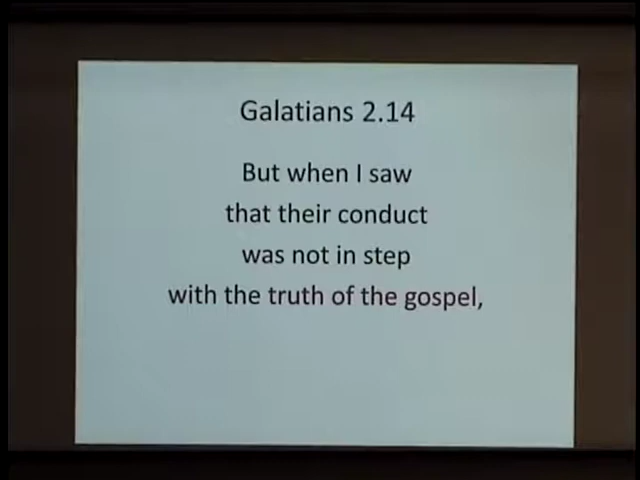 Galatians 2.14
But when I saw
that their conduct
was not in step
with the truth of the gospel,